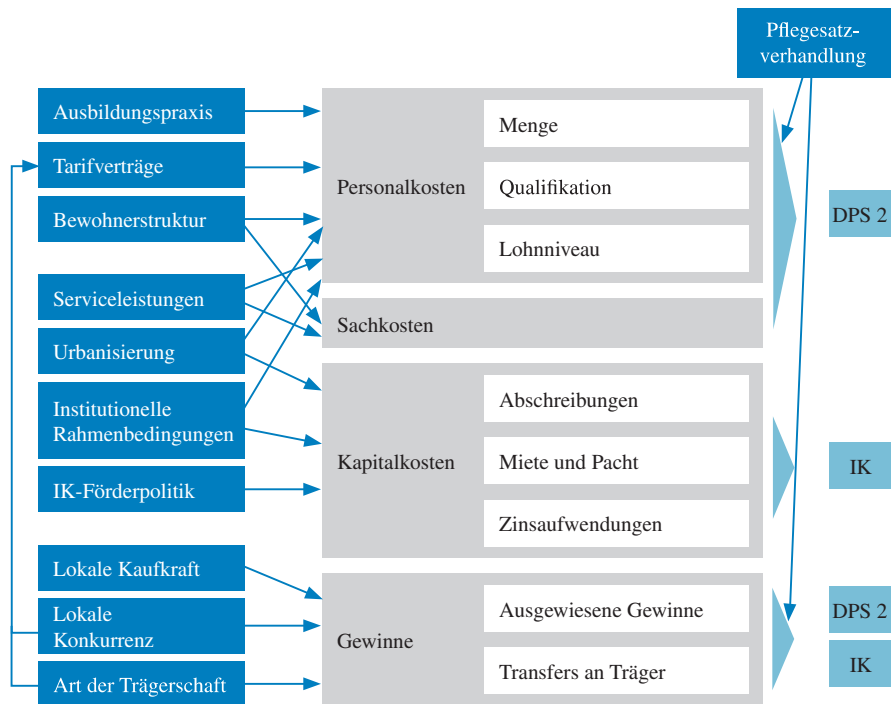 Pflegesatz-
verhandlung
Ausbildungspraxis
Tarifverträge
Bewohnerstruktur
Serviceleistungen
Urbanisierung
Institutionelle
Rahmenbedingungen
IK-Förderpolitik
Lokale Kaufkraft
Lokale
Konkurrenz
Art der Trägerschaft
Personalkosten
Menge
Qualifikation
Lohnniveau
Sachkosten
Kapitalkosten
Abschreibungen
Miete und Pacht
Zinsaufwendungen
Gewinne
Ausgewiesene Gewinne
Transfers an Träger
DPS 2
IK
DPS 2
IK